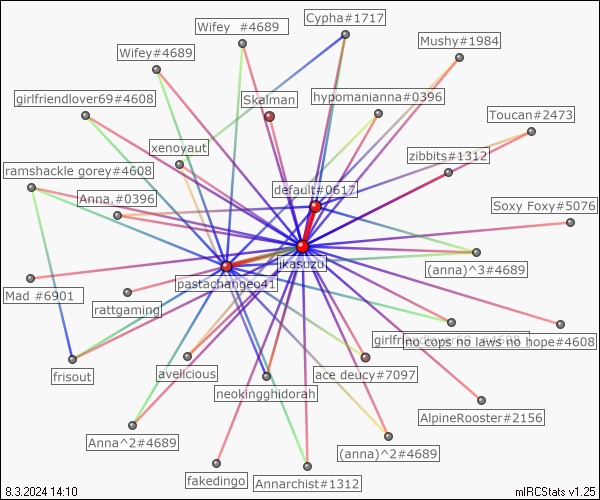 Cypha#1717
Wifey  #4689
Mushy#1984
Wifey#4689
girlfriendlover69#4608
Skalman
hypomanianna#0396
Toucan#2473
xenoyaut
zibbits#1312
ramshackle gorey#4608
default#0617
Anna.#0396
Soxy Foxy#5076
jkasuzu
(anna)^3#4689
pastachangeo41
Mad #6901
rattgaming
no cops no laws no hope#4608
frisout
avelicious
ace deucy#7097
neokingghidorah
AlpineRooster#2156
Anna^2#4689
(anna)^2#4689
fakedingo
Annarchist#1312
8.3.2024 14:10
mIRCStats v1.25